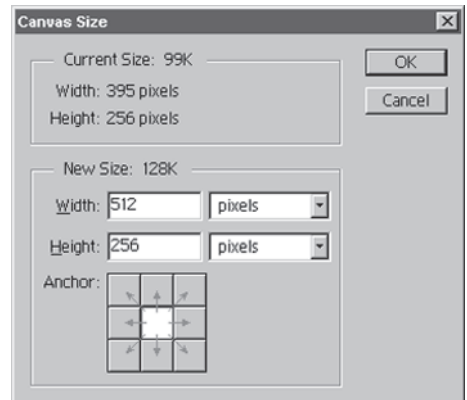 Canvas Size
Current Size: 99K
Width: 395 pixels
Height: 256 pixels
OK
Cancel
New Size: 128K
Width: 512 pixels
Height: 256 pixels
Anchor: